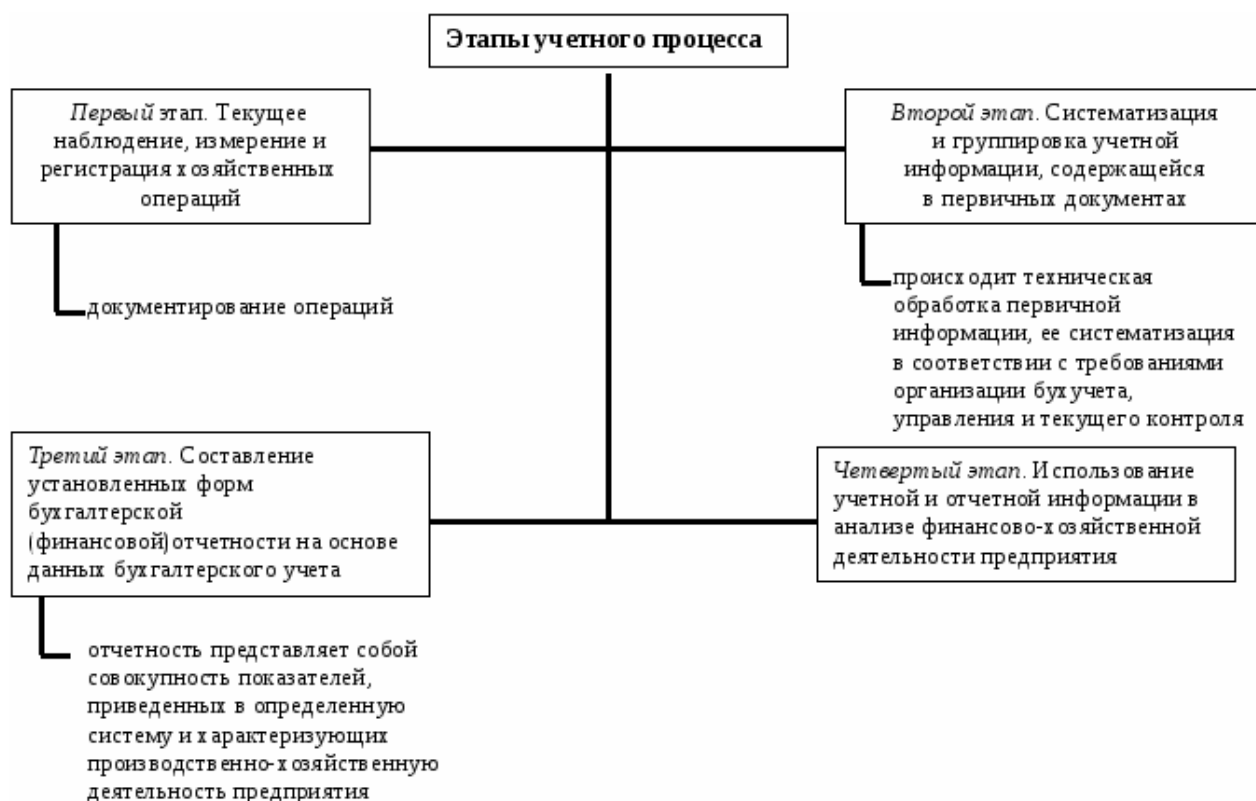 Этапы учетного процесса
Первый этап. Текущее
наблюдение, измерение и
регистрация хозяйственных
операций
документирование операций
Второй этап. Систематизация
и группировка учетной
информации, содержащейся
в первичных документах
происходит техническая
обработка первичной
информации, ее систематизация
в соответствии с требованиями
организации бухучета,
управления и текущего контроля
Третий этап. Составление
установленных форм
бухгалтерской
(финансовой) отчетности на основе
данных бухгалтерского учета
отчетность представляет собой
совокупность показателей,
приведенных в определенную
систему и характеризующих
производственно-хозяйственную
деятельность предприятия
Четвертый этап. Использование
учетной и отчетной информации в
анализе финансово-хозяйственной
деятельности предприятия